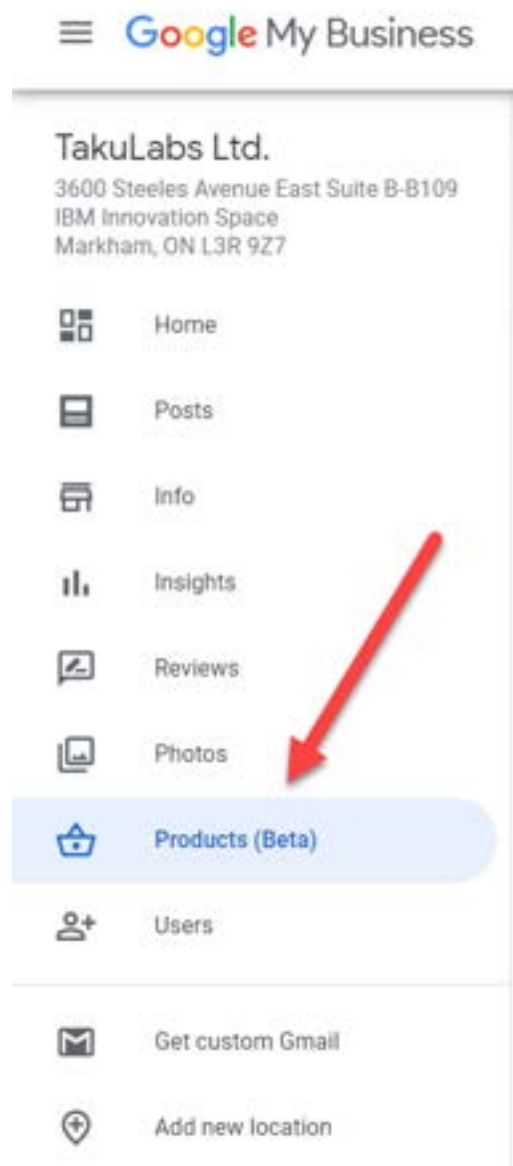 Google My Business
TakuLabs Ltd.
3600 Steeles Avenue East Suite B-B109
IBM Innovation Space
Markham, ON L3R 9Z7
Home
Posts
Info
Insights
Reviews
Photos
Products (Beta)
Users
Get custom Gmail
Add new location